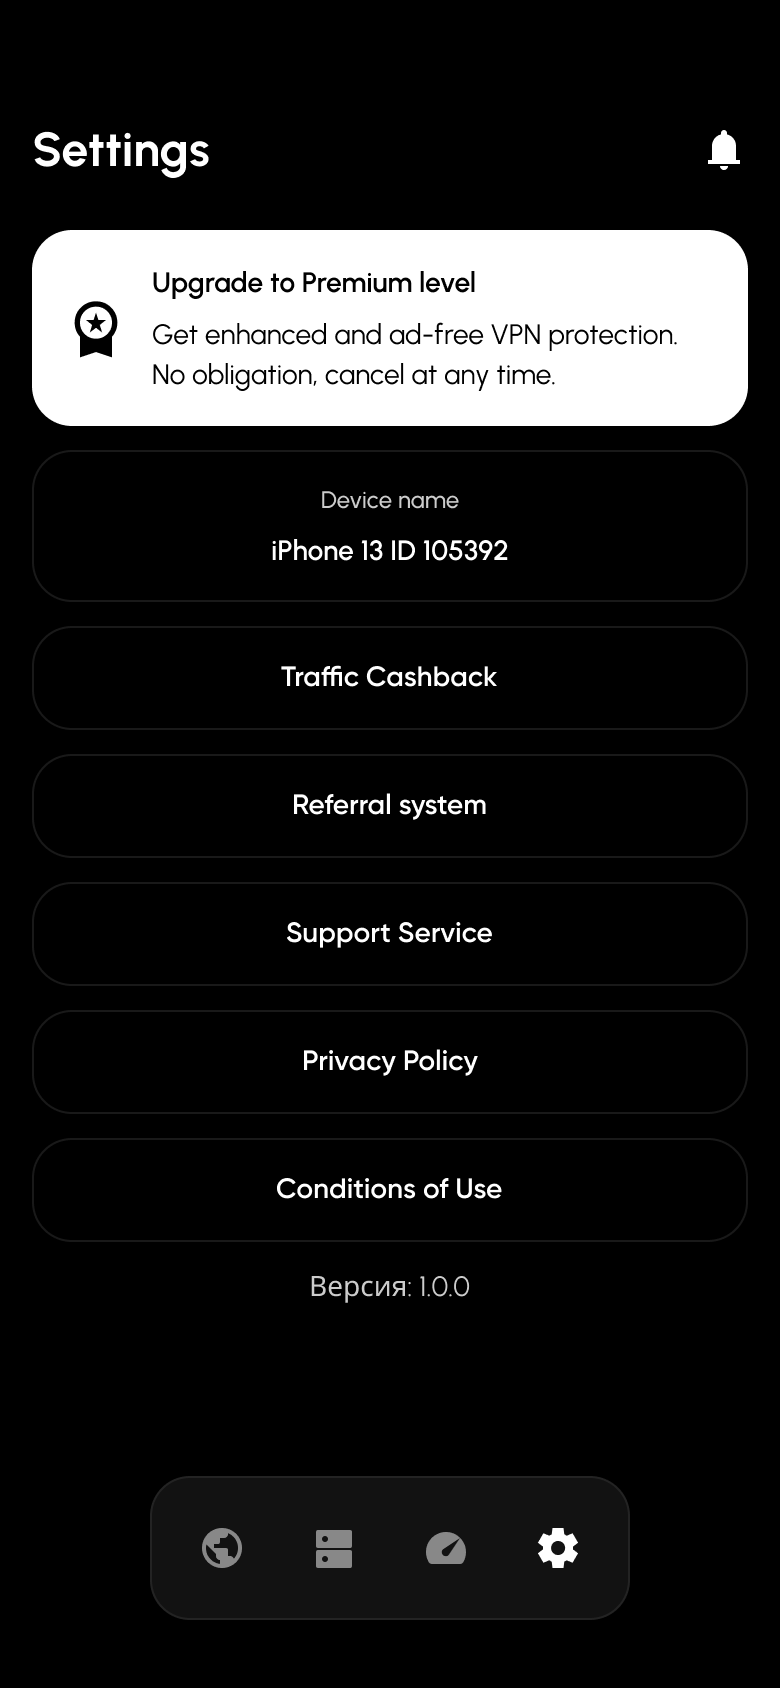 Settings
Upgrade to Premium level
Get enhanced and ad-free VPN protection.
No obligation, cancel at any time.
Device name
iPhone 13 ID 105392
Traffic Cashback
Referral system
Support Service
Privacy Policy
Conditions of Use
Версия: 1.0.0